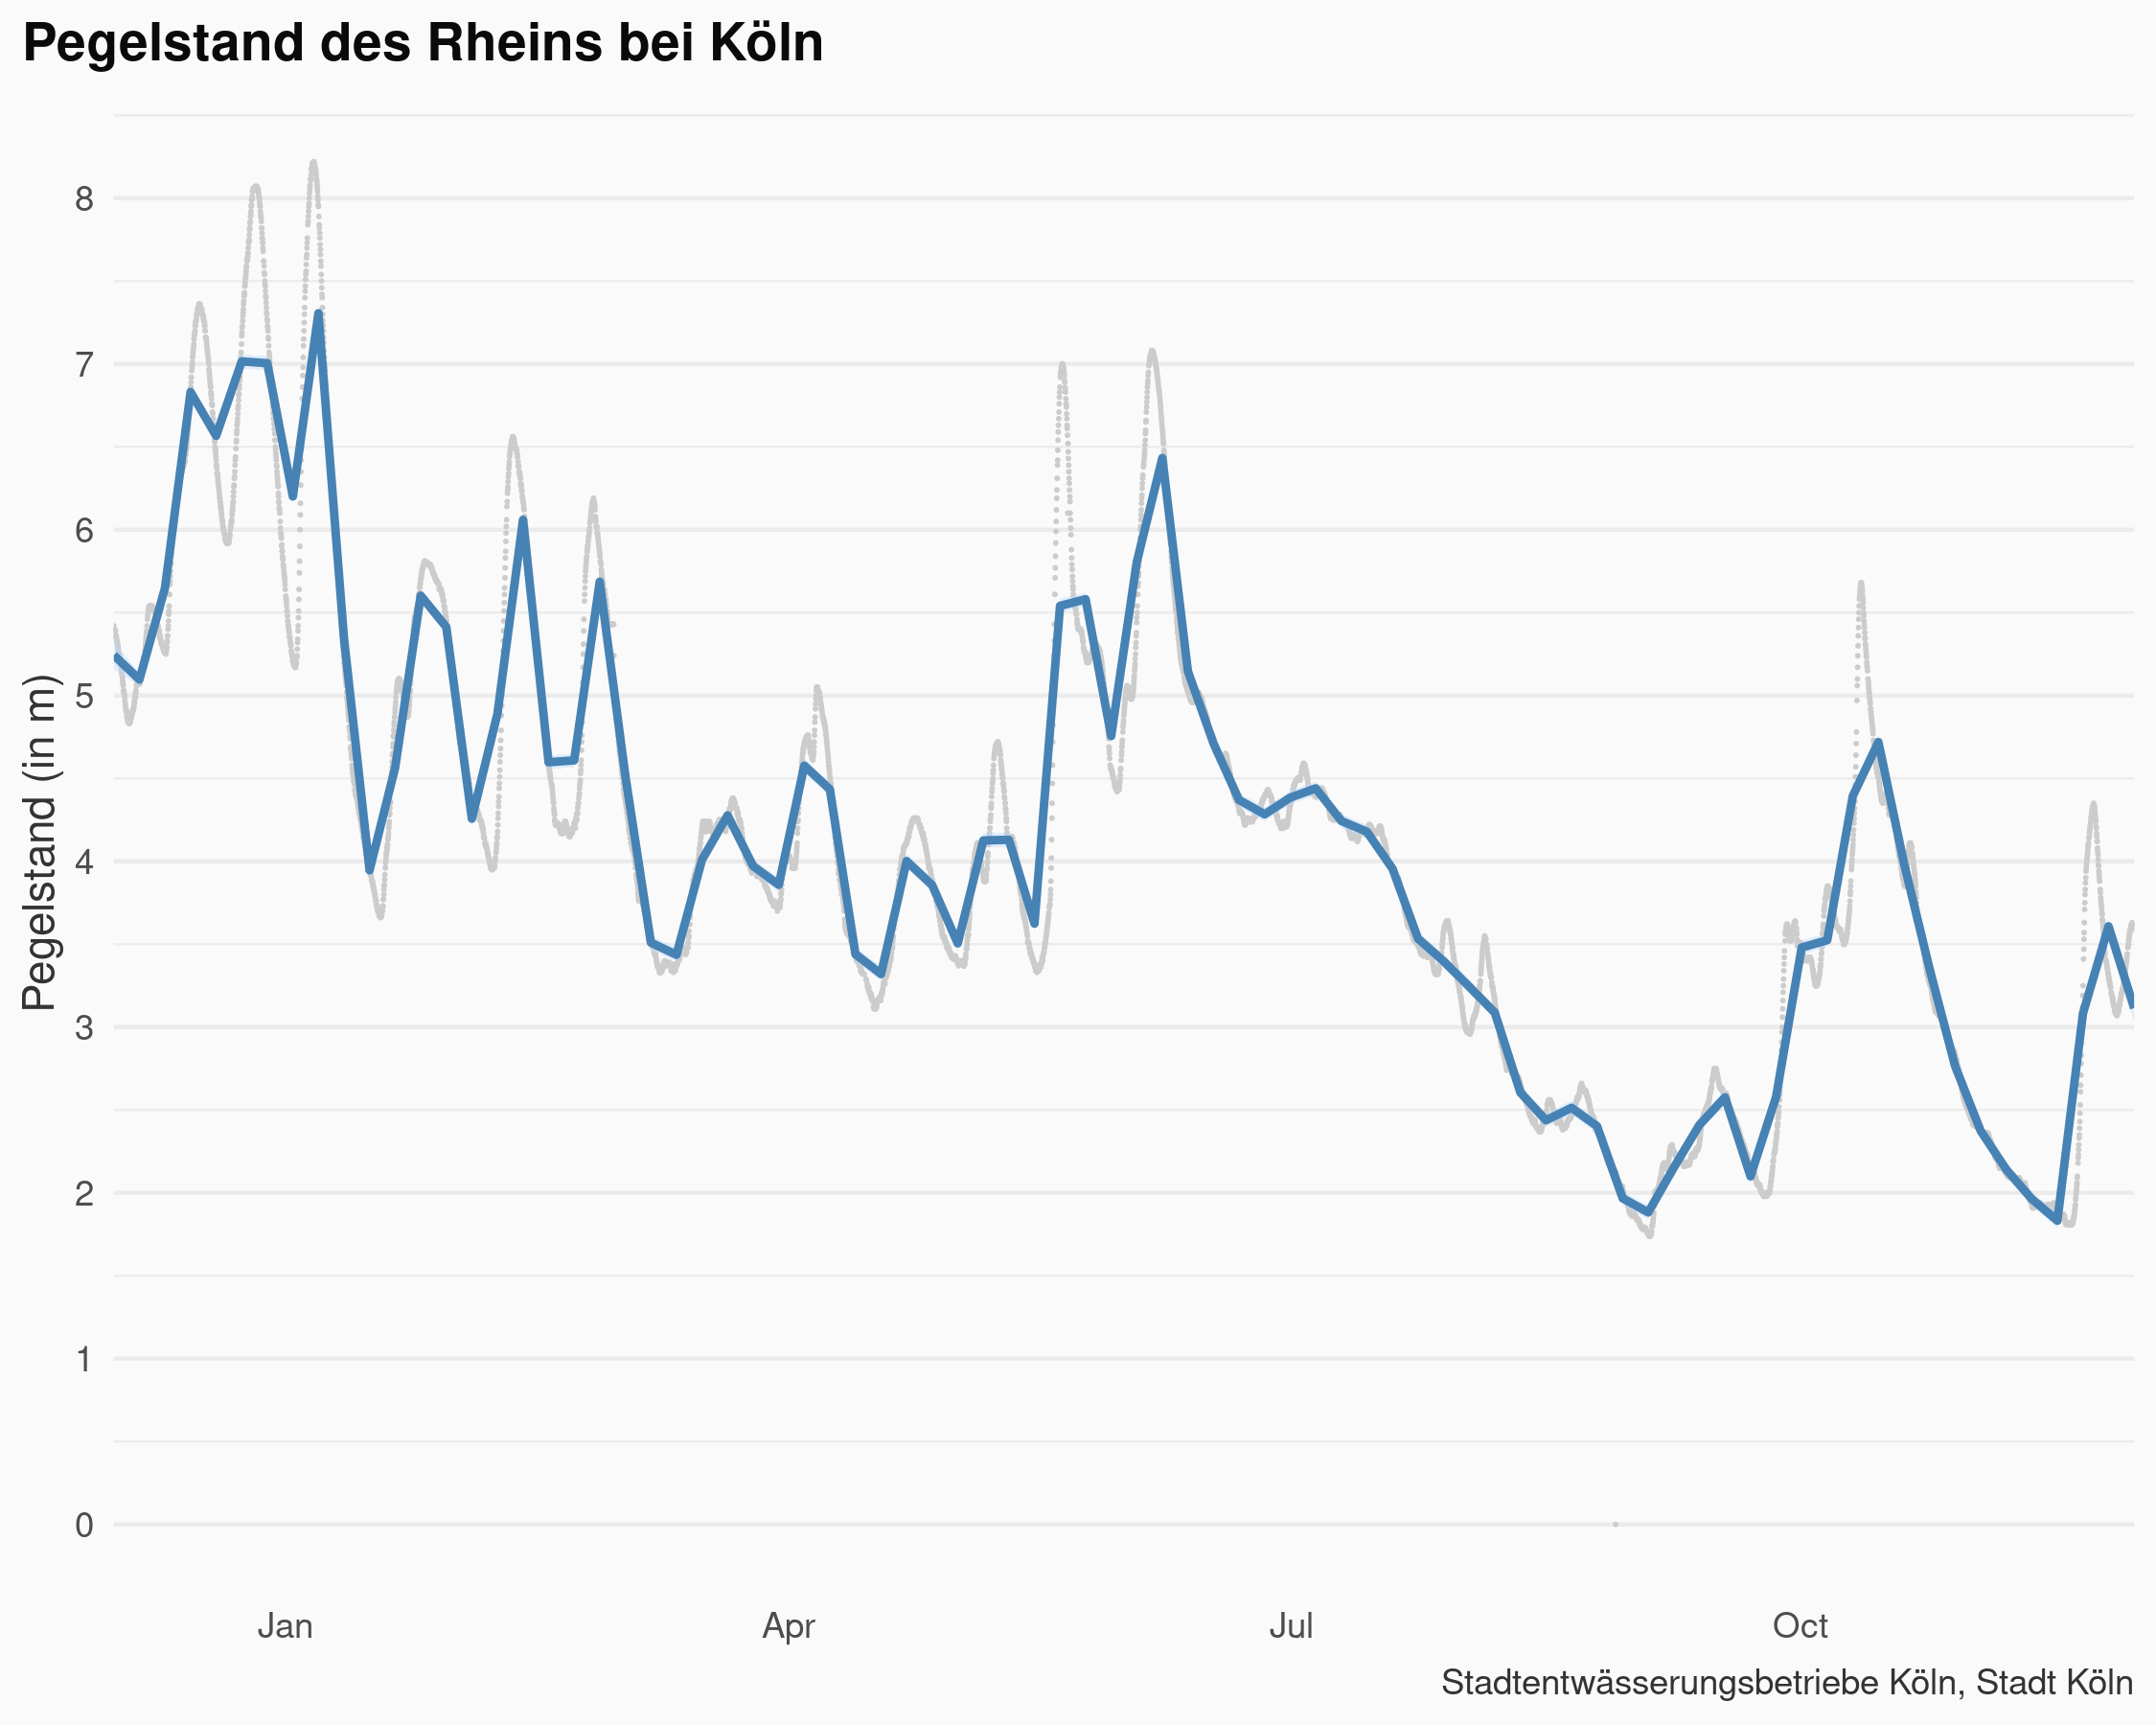 Pegelstand des Rheins bei Köln
Pegelstand (in m)
8
7
6
5
4
3
2
1
0
Jan Apr Jul Oct
Stadtentwässerungsbetriebe Köln, Stadt Köln